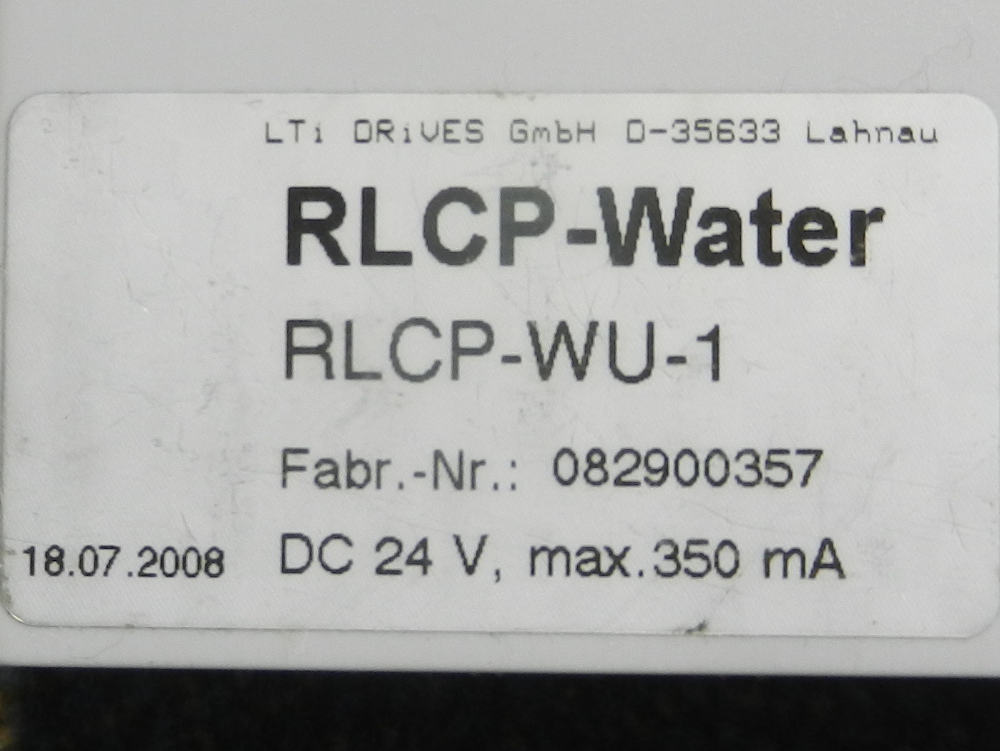 LTi DRiVES GmbH D-35633 Lahnau
RLCP-Water
RLCP-WU-1
Fabr.-Nr.: 082900357
18.07.2008 DC 24 V, max.350 mA